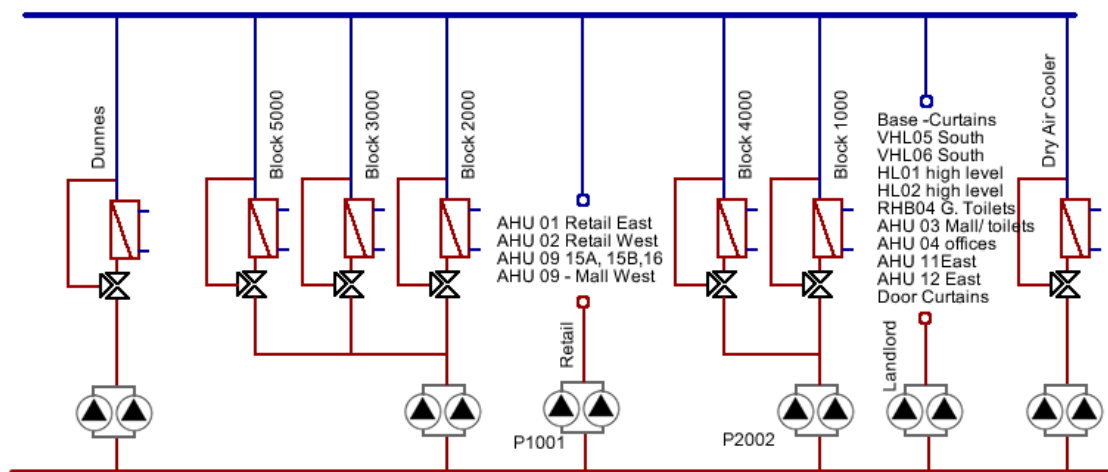 Dunnes
Block 5000
Block 3000
Block 2000
AHU 01 Retail East
AHU 02 Retail West
AHU 09 15A, 15B,16
AHU 09 - Mall West
Retail
P1001
Block 4000
Block 1000
P2002
Base -Curtains
VHL05 South
VHL06 South
HL01 high level
HL02 high level
RHB04 G. Toilets
AHU 03 Mall/ toilets
AHU 04 offices
AHU 11East
AHU 12 East
Door Curtains
Landlord
Dry Air Cooler